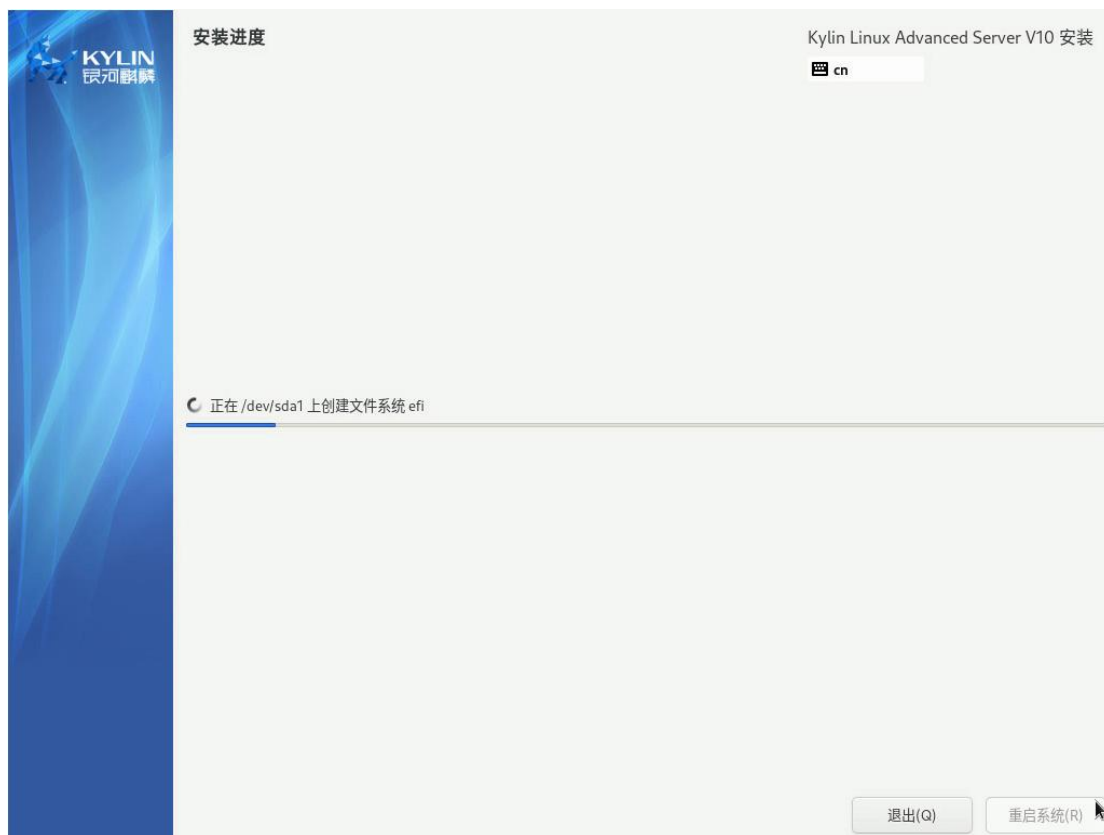 KYLIN
银河麒麟
安装进度
Kylin Linux Advanced Server V10 安装
cn
正在 /dev/sda1 上创建文件系统 efi
退出(Q)
重启系统(R)